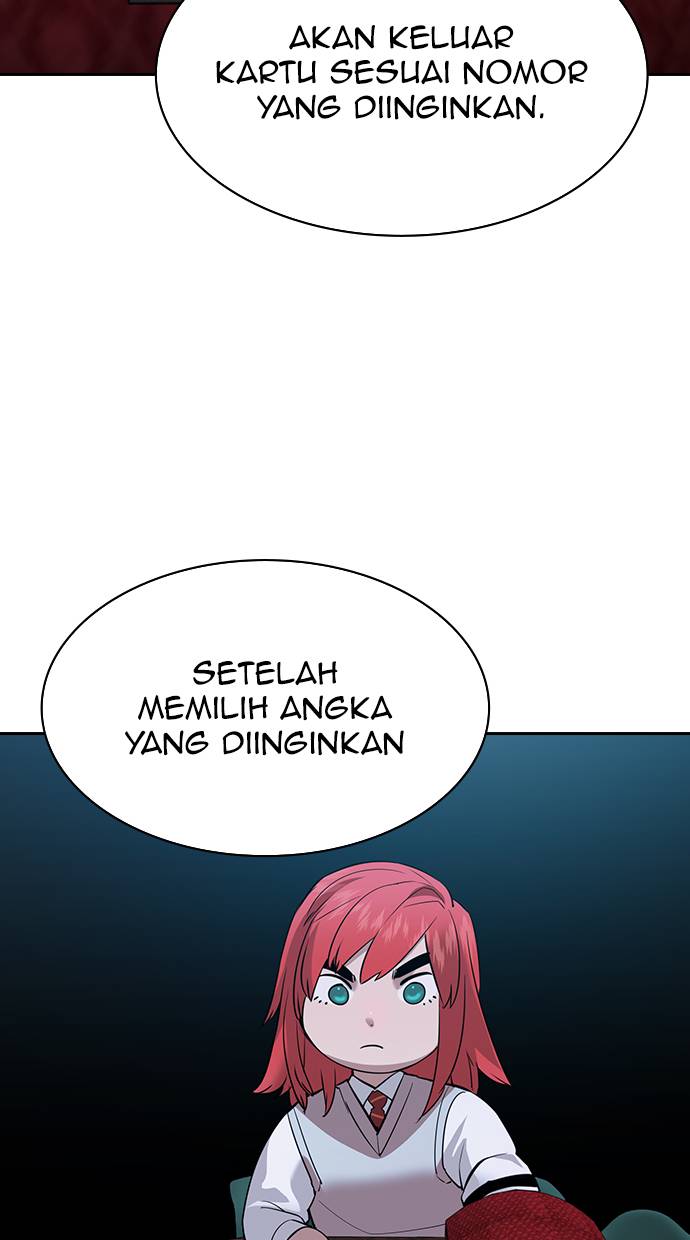 AKAN KELUAR
KARTU SESUAI NOMOR
YANG DIINGINKAN.
SETELAH
MEMILIH ANGKA
YANG DIINGINKAN